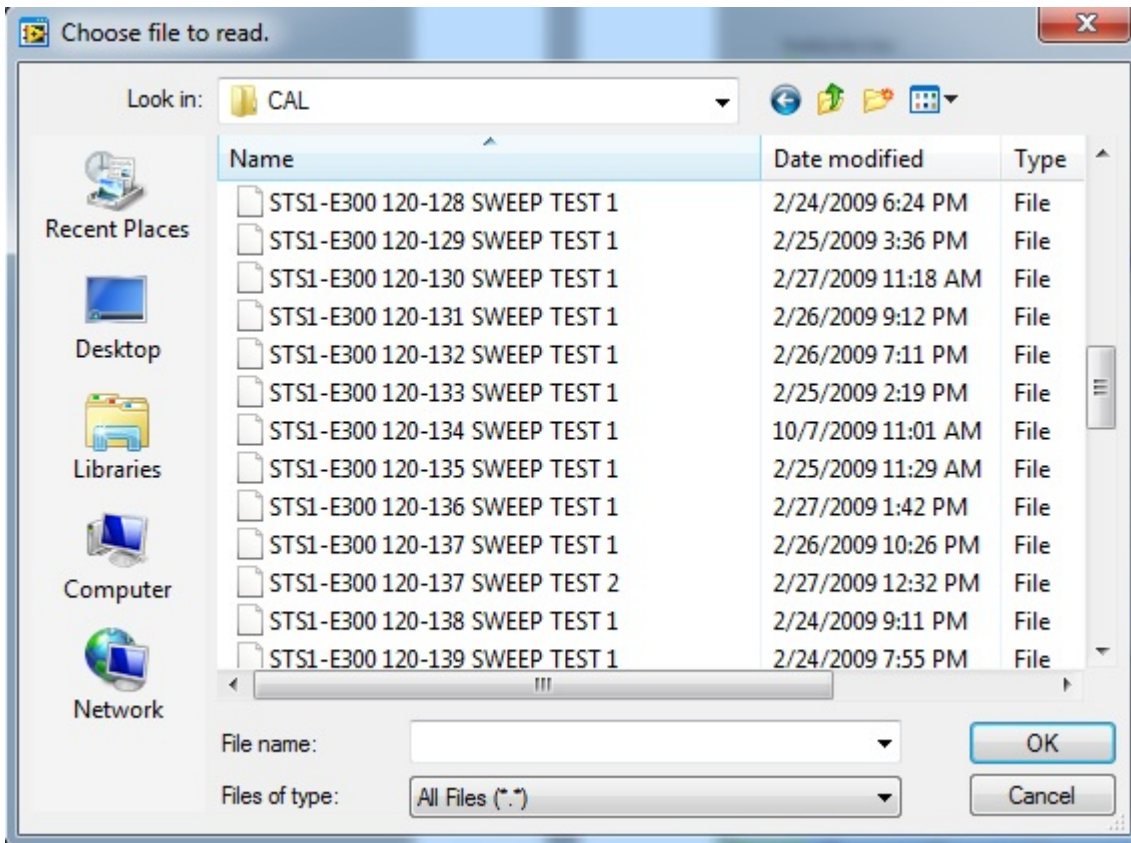 Choose file to read.
Look in: CAL
Name Date modified Type
STS1-E300 120-128 SWEEP TEST 1 2/24/2009 6:24 PM File
STS1-E300 120-129 SWEEP TEST 1 2/25/2009 3:36 PM File
STS1-E300 120-130 SWEEP TEST 1 2/27/2009 11:18 AM File
STS1-E300 120-131 SWEEP TEST 1 2/26/2009 9:12 PM File
STS1-E300 120-132 SWEEP TEST 1 2/26/2009 7:11 PM File
STS1-E300 120-133 SWEEP TEST 1 2/25/2009 2:19 PM File
STS1-E300 120-134 SWEEP TEST 1 10/7/2009 11:01 AM File
STS1-E300 120-135 SWEEP TEST 1 2/25/2009 11:29 AM File
STS1-E300 120-136 SWEEP TEST 1 2/27/2009 1:42 PM File
STS1-E300 120-137 SWEEP TEST 1 2/26/2009 10:26 PM File
STS1-E300 120-137 SWEEP TEST 2 2/27/2009 12:32 PM File
STS1-E300 120-138 SWEEP TEST 1 2/24/2009 9:11 PM File
STS1-E300 120-139 SWEEP TEST 1 2/24/2009 7:55 PM File
Recent Places
Desktop
Libraries
Computer
Network
File name: OK
Files of type: All Files (*.*) Cancel